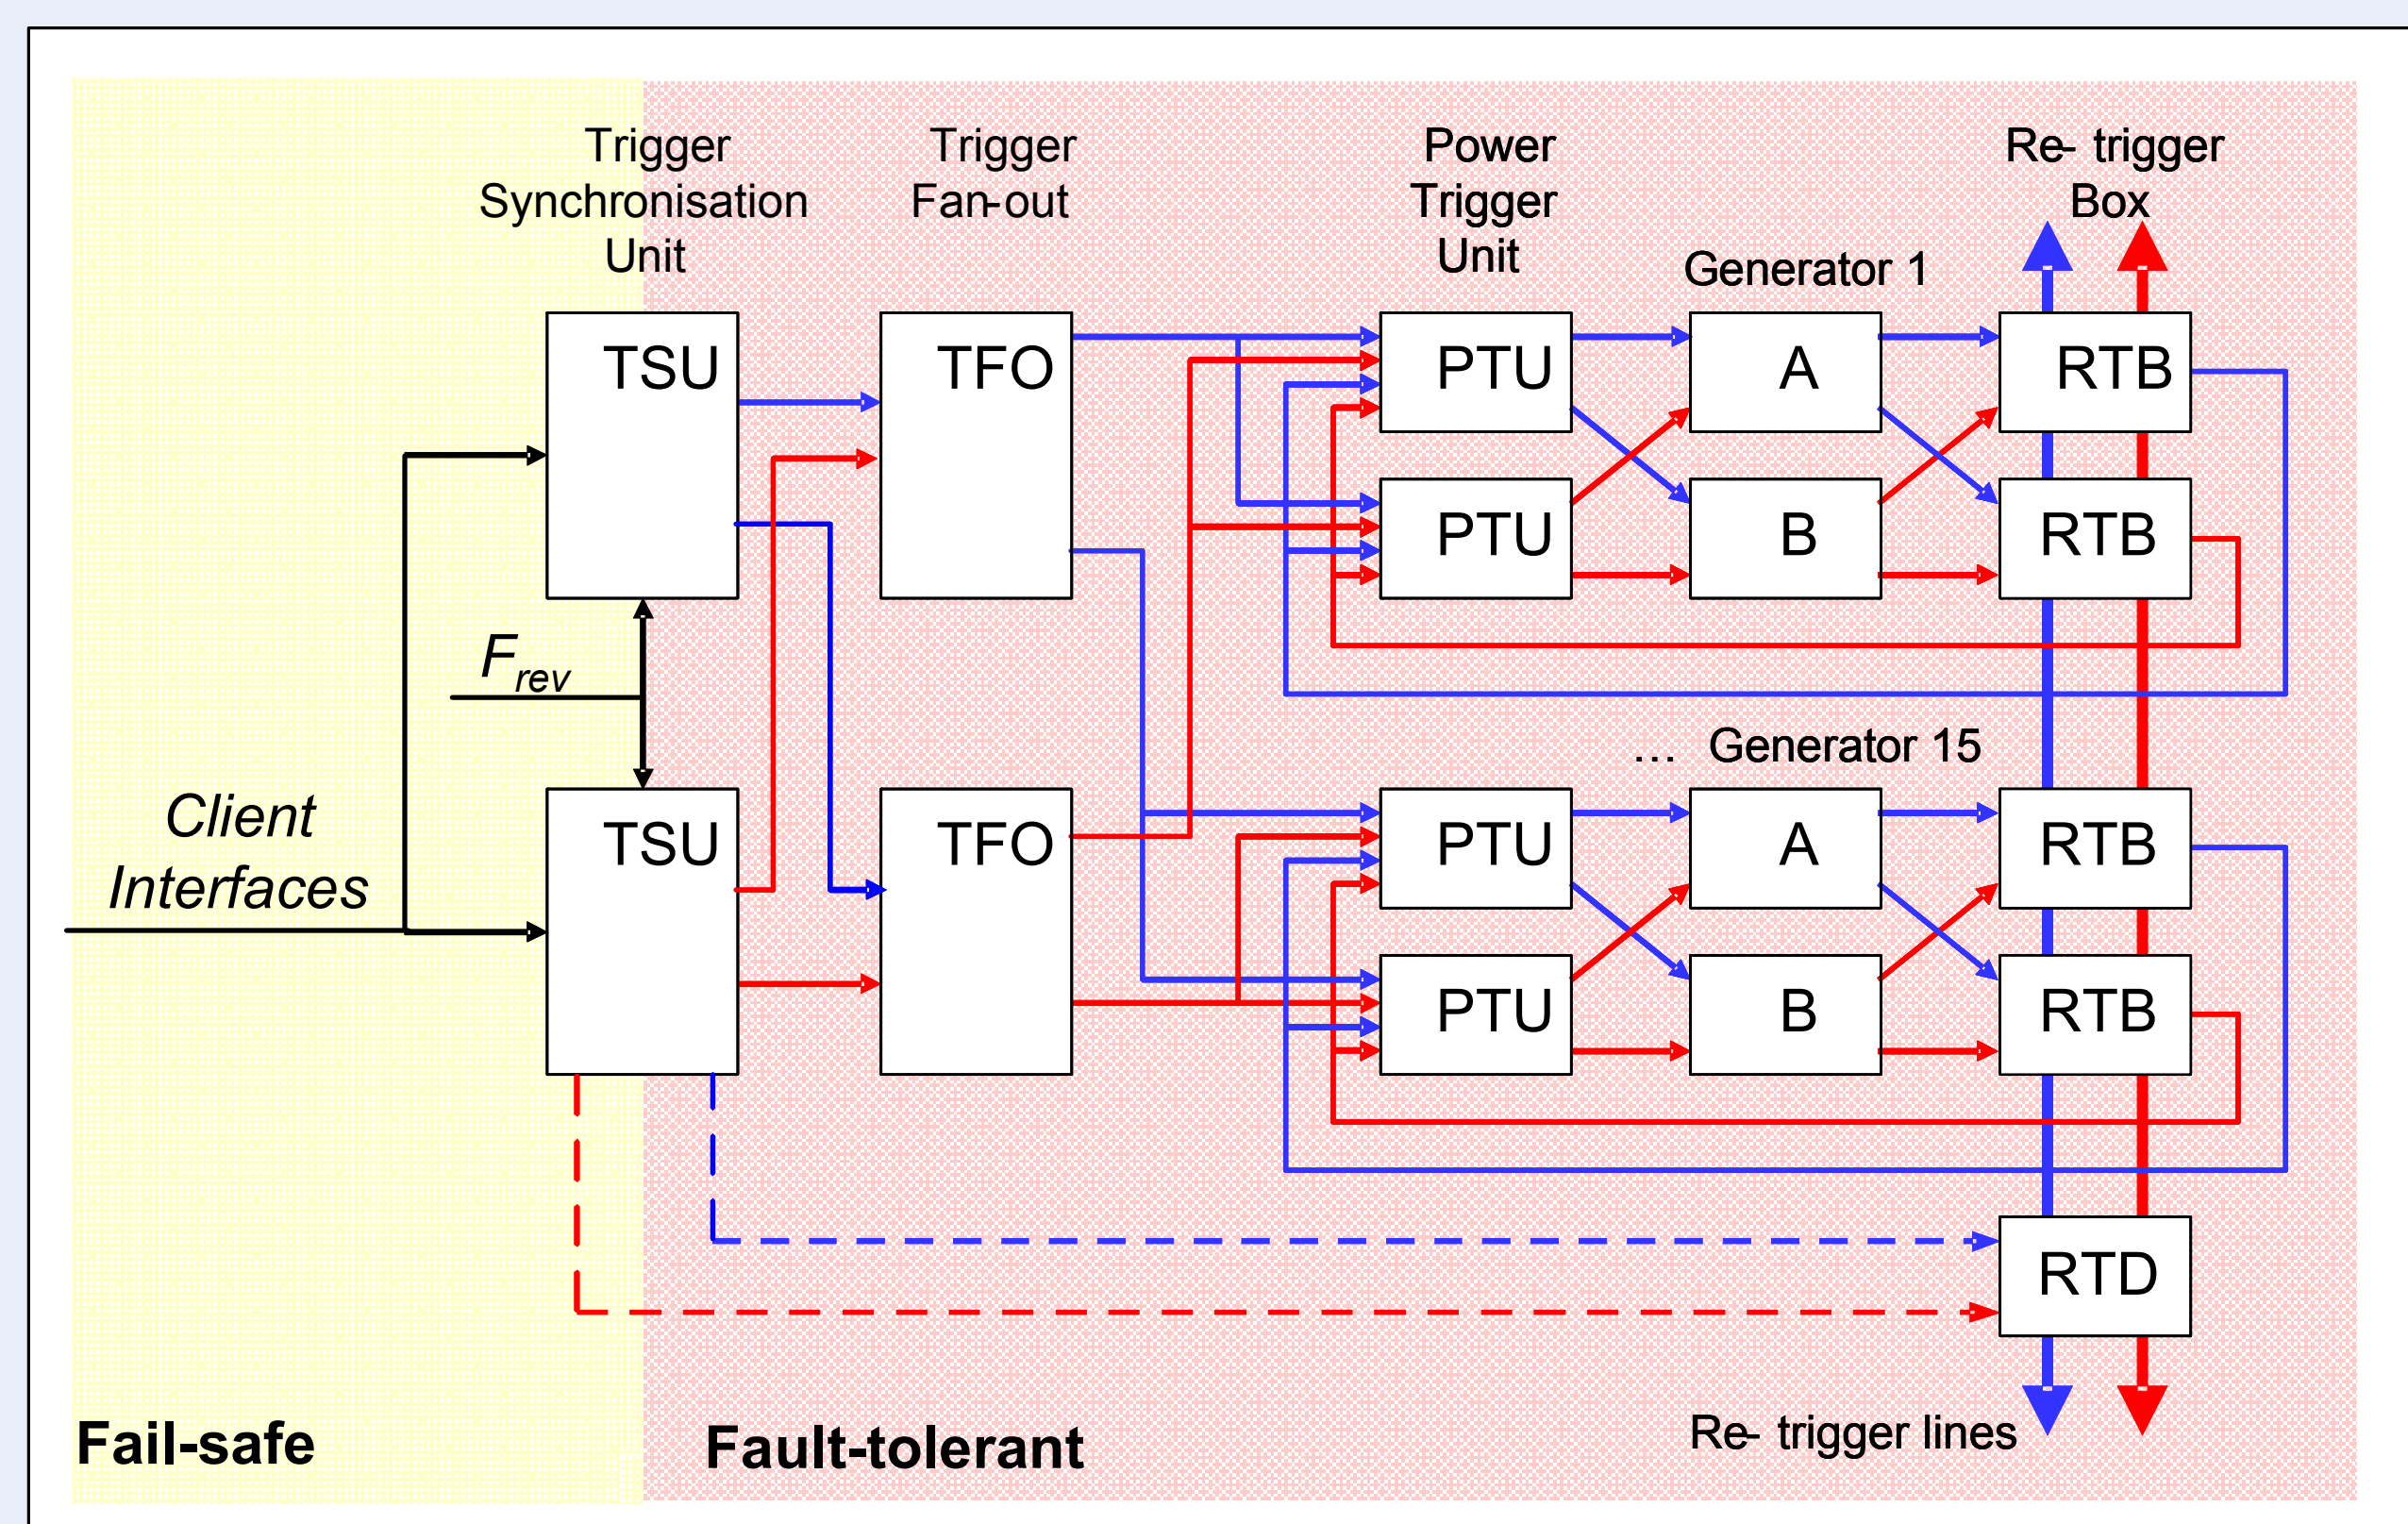 Trigger
Synchronisation
Unit
Trigger
Fan-out
Power
Trigger
Unit
Re- trigger
Box
Generator 1
TSU
TFO
PTU
A
RTB
PTU
B
RTB
Frev
... Generator 15
Client
Interfaces
TSU
TFO
PTU
A
RTB
PTU
B
RTB
RTD
Re- trigger lines
Fail-safe
Fault-tolerant